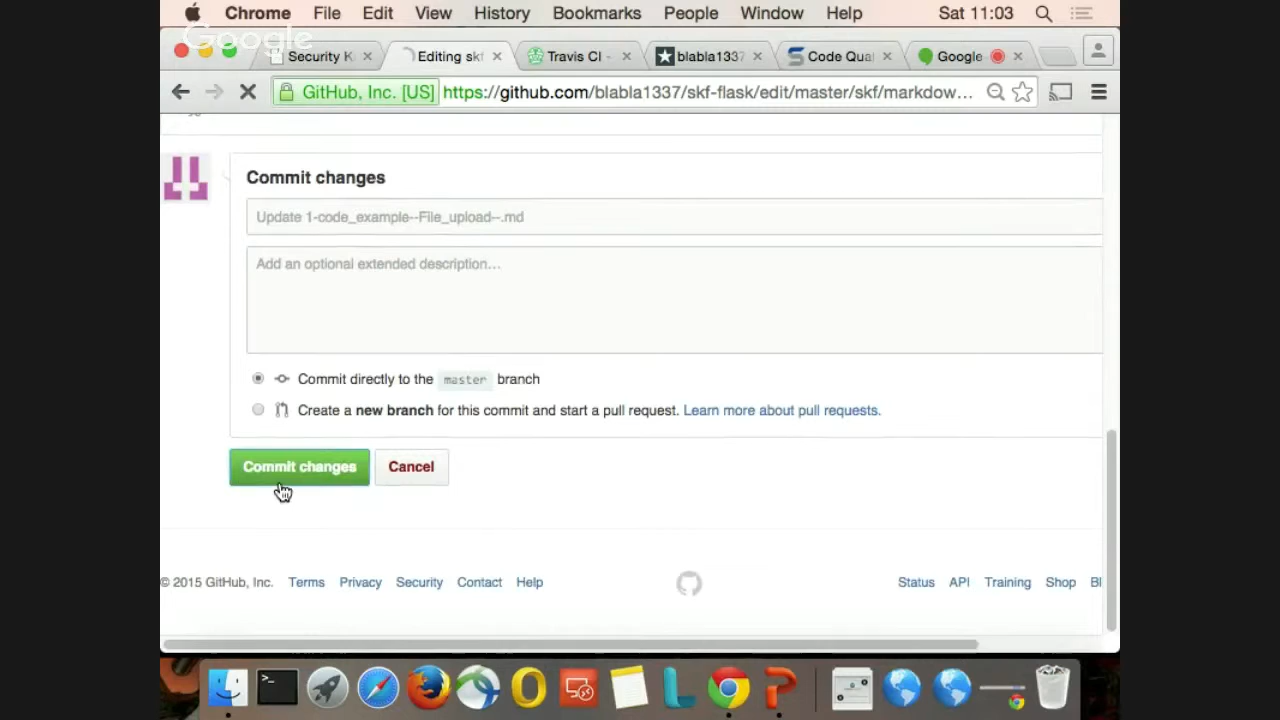 Chrome File Edit View History Bookmarks People Window Help Sat 11:03
Google
Security K
Editing skf
Travis CI -
blabla1337
Code Qual
Google
GitHub, Inc. [US] https://github.com/blabla1337/skf-flask/edit/master/skf/markdow...
Commit changes
Update 1-code_example--File_upload--.md
Add an optional extended description…
Commit directly to the master branch
Create a new branch for this commit and start a pull request. Learn more about pull requests.
Commit changes Cancel
© 2015 GitHub, Inc. Terms Privacy Security Contact Help Status API Training Shop Bl